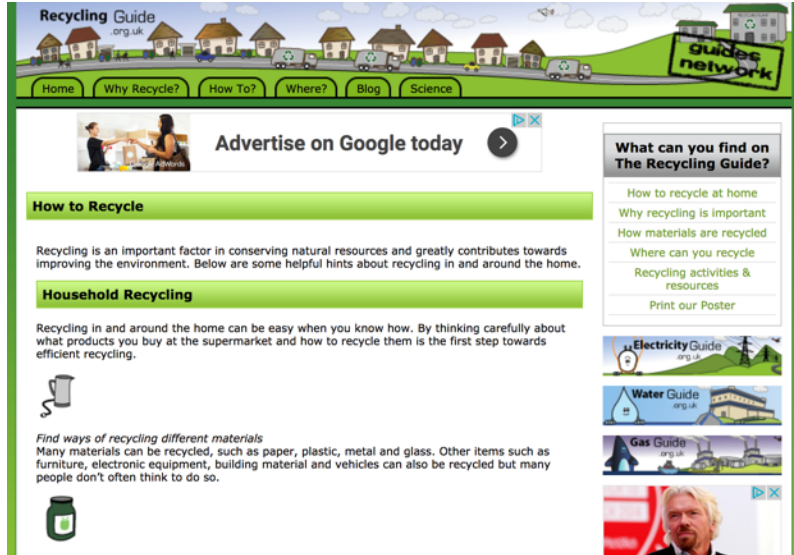 Recycling Guide
.org.uk
guides
network
Home
Why Recycle?
How To?
Where?
Blog
Science
Advertise on Google today
What can you find on
The Recycling Guide?
How to recycle at home
Why recycling is important
How materials are recycled
Where can you recycle
Recycling activities &
resources
Print our Poster
How to Recycle
Recycling is an important factor in conserving natural resources and greatly contributes towards
improving the environment. Below are some helpful hints about recycling in and around the home.
Household Recycling
Recycling in and around the home can be easy when you know how. By thinking carefully about
what products you buy at the supermarket and how to recycle them is the first step towards
efficient recycling.
Find ways of recycling different materials
Many materials can be recycled, such as paper, plastic, metal and glass. Other items such as
furniture, electronic equipment, building material and vehicles can also be recycled but many
people don't often think to do so.
Electricity Guide
.org.uk
Water Guide
.org.uk
Gas Guide
.org.uk